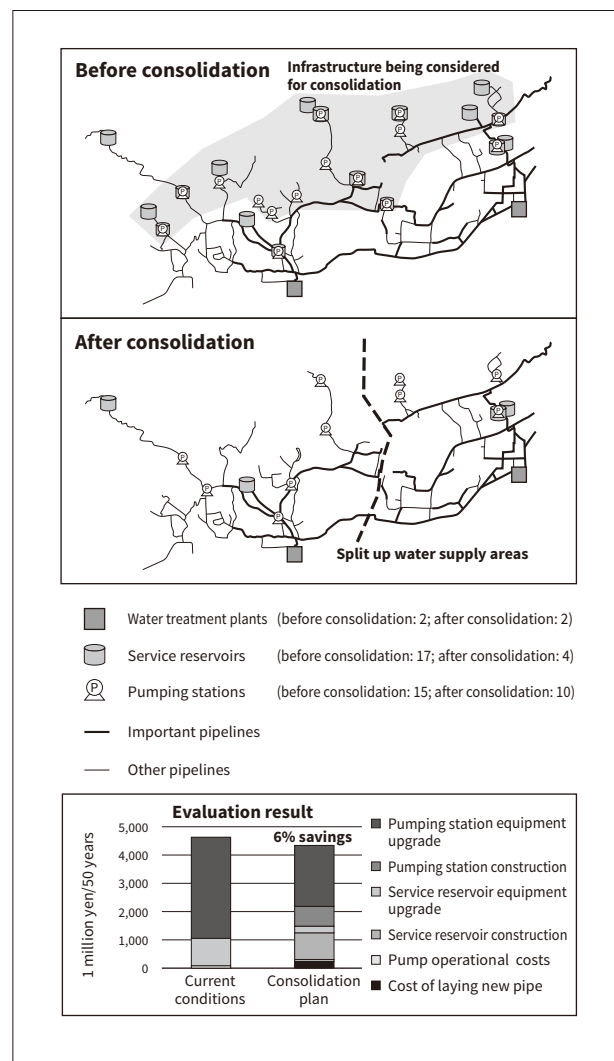 Before consolidation
Infrastructure being considered
for consolidation
After consolidation
Split up water supply areas
Water treatment plants (before consolidation: 2; after consolidation: 2)
Service reservoirs (before consolidation: 17; after consolidation: 4)
P Pumping stations (before consolidation: 15; after consolidation: 10)
Important pipelines
Other pipelines
Evaluation result
1 million yen/50 years
5,000
4,000
3,000
2,000
1,000
0
6% savings
Current
conditions
Consolidation
plan
Pumping station equipment
upgrade
Pumping station construction
Service reservoir equipment
upgrade
Service reservoir construction
Pump operational costs
Cost of laying new pipe